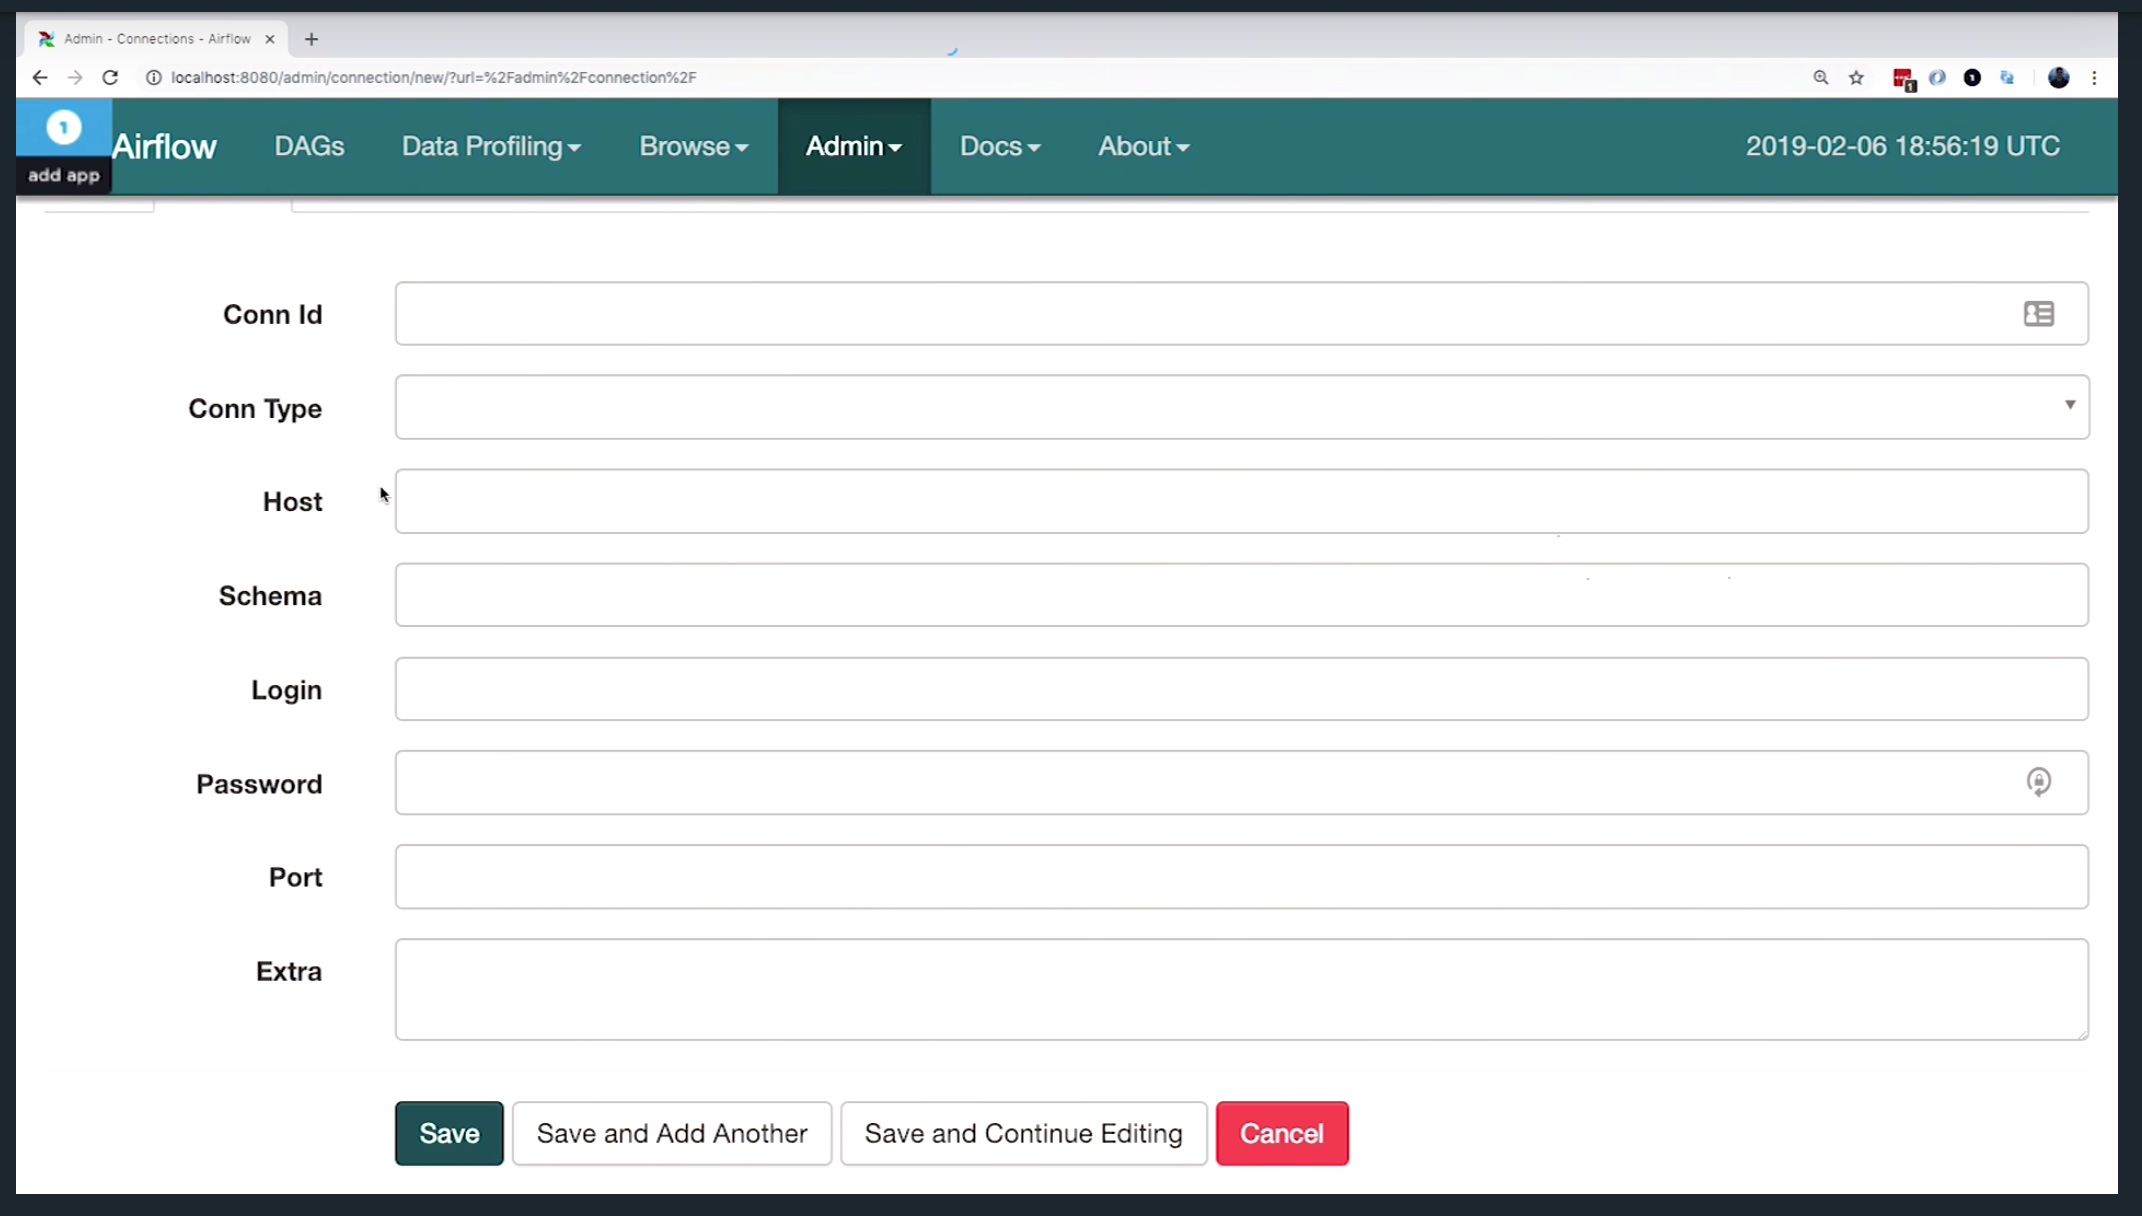 Admin - Connections - Airflow
localhost:8080/admin/connection/new/?url=%2Fadmin%2Fconnection%2F
1
1
add app
Airflow DAGs Data Profiling Browse Admin Docs About 2019-02-06 18:56:19 UTC
Conn Id
Conn Type
Host
Schema
Login
Password
Port
Extra
Save Save and Add Another Save and Continue Editing Cancel